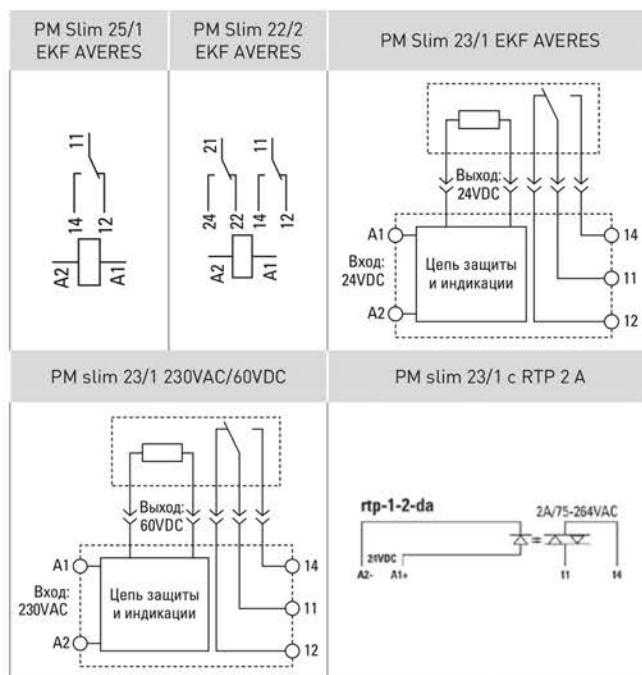 PM Slim 25/1
EKF AVERES
PM Slim 22/2
EKF AVERES
PM Slim 23/1 EKF AVERES
11
14
12
A2
A1
21
11
24
22
14
12
A2
A1
Выход:
24VDC
A1
Вход:
24VDC
A2
Цепь защиты
и индикации
14
11
12
PM slim 23/1 230VAC/60VDC
PM slim 23/1 с RTP 2 A
Выход:
60VDC
A1
Вход:
230VAC
A2
Цепь защиты
и индикации
14
11
12
rtp-1-2-da
2A/75-264VAC
24VDC
A2- A1+
11 14